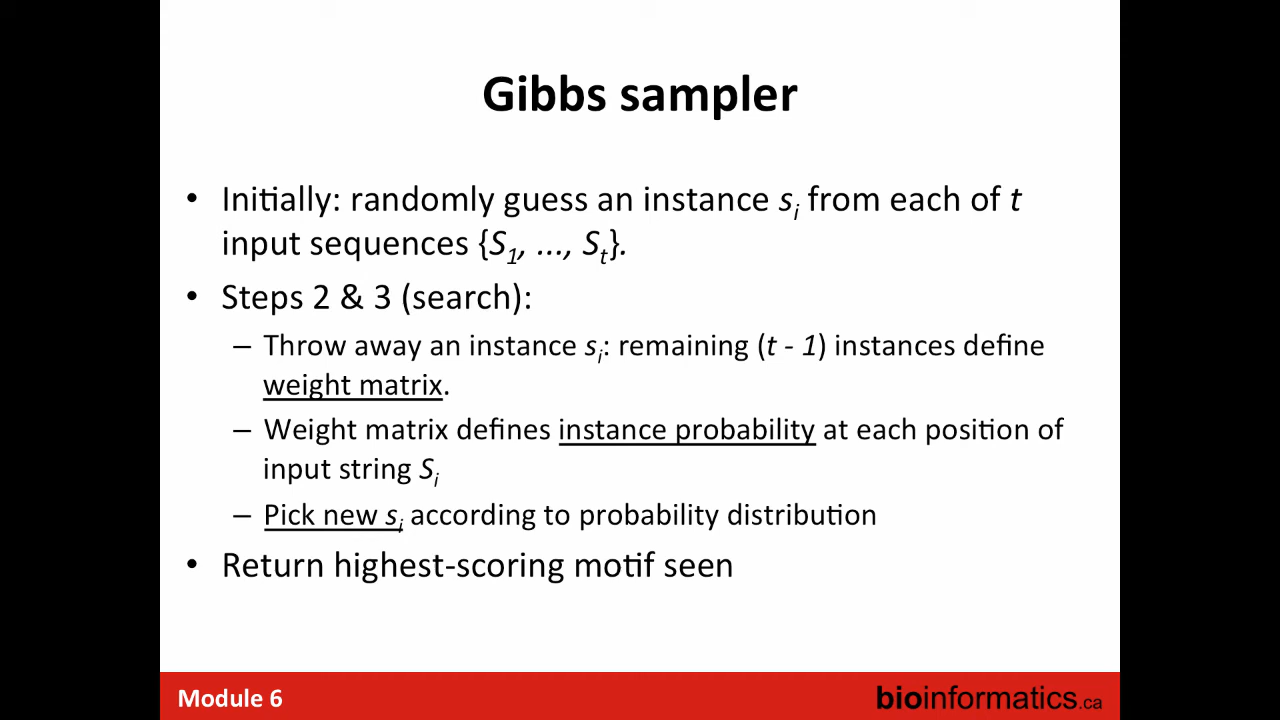 Gibbs sampler
• Initially: randomly guess an instance si from each of t
input sequences {S1, ..., St}.
• Steps 2 & 3 (search):
– Throw away an instance si: remaining (t - 1) instances define
weight matrix.
– Weight matrix defines instance probability at each position of
input string Si
– Pick new si according to probability distribution
• Return highest-scoring motif seen
Module 6
bioinformatics.ca